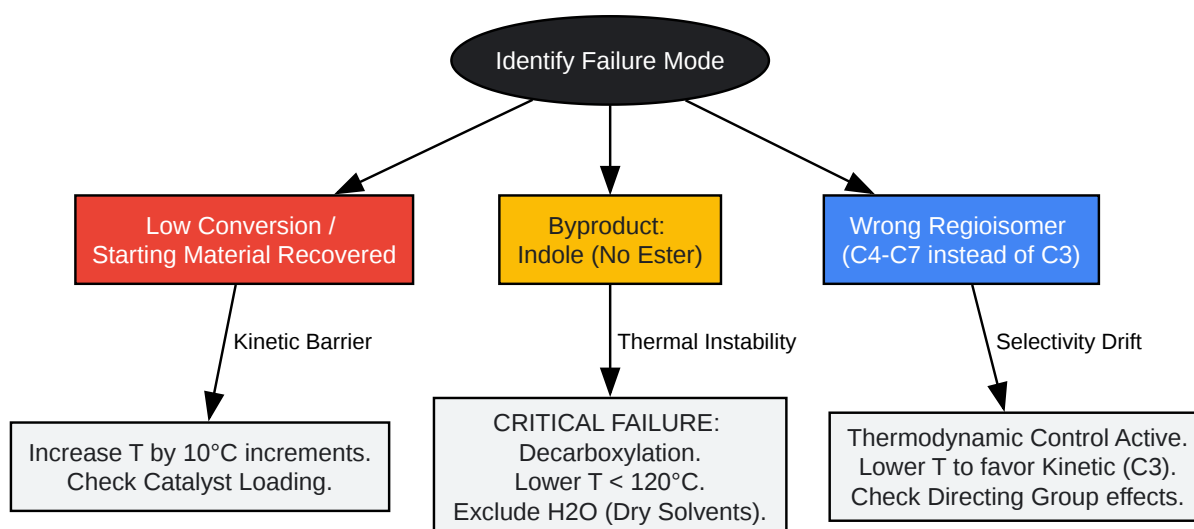 Identify Failure Mode
Low Conversion /
Starting Material Recovered
Byproduct:
Indole (No Ester)
Wrong Regioisomer
(C4-C7 instead of C3)
Kinetic Barrier
Thermal Instability
Selectivity Drift
Increase T by 10°C increments.
Check Catalyst Loading.
CRITICAL FAILURE:
Decarboxylation.
Lower T < 120°C.
Exclude H2O (Dry Solvents).
Thermodynamic Control Active.
Lower T to favor Kinetic (C3).
Check Directing Group effects.